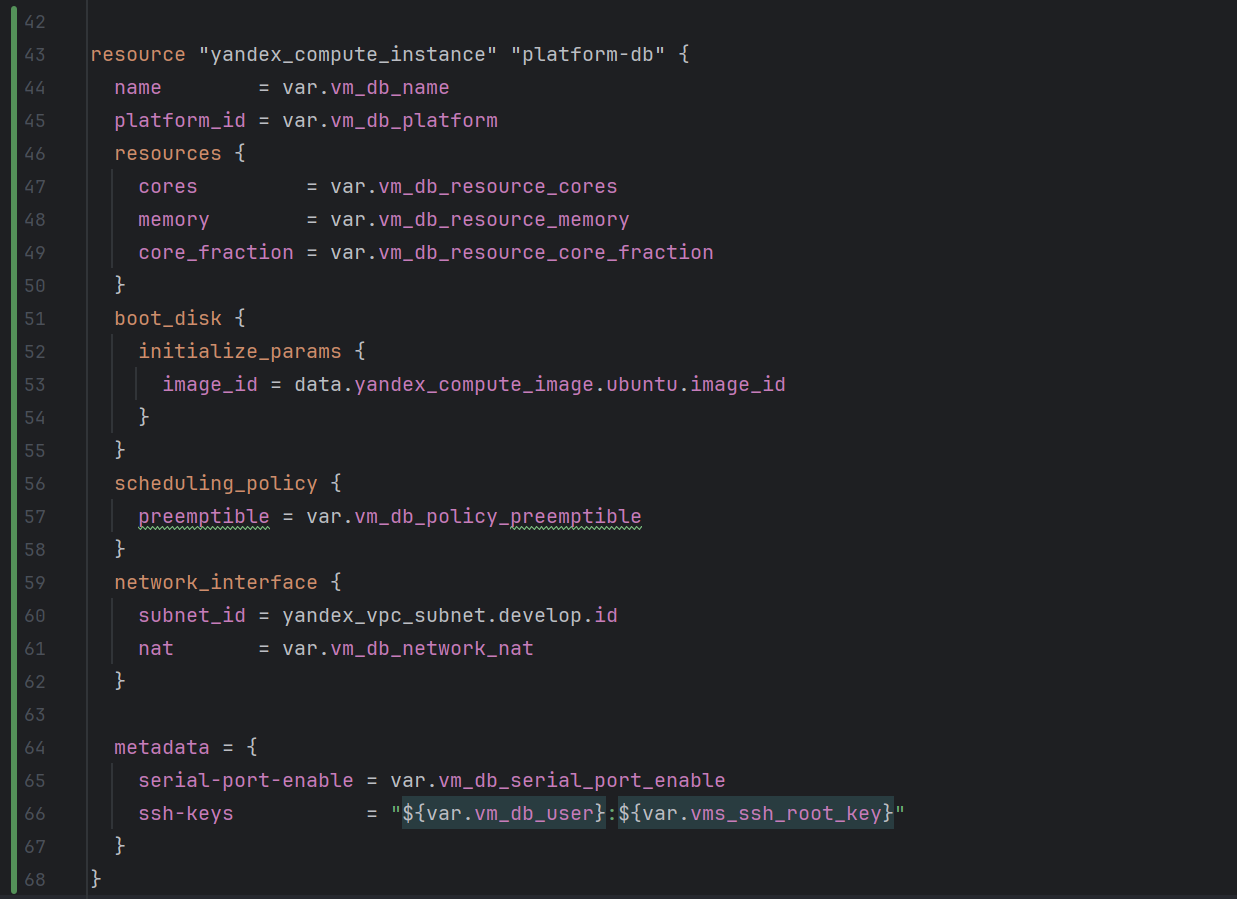 42
43 resource "yandex_compute_instance" "platform-db" {
44   name        = var.vm_db_name
45   platform_id = var.vm_db_platform
46   resources {
47     cores         = var.vm_db_resource_cores
48     memory        = var.vm_db_resource_memory
49     core_fraction = var.vm_db_resource_core_fraction
50   }
51   boot_disk {
52     initialize_params {
53       image_id = data.yandex_compute_image.ubuntu.image_id
54     }
55   }
56   scheduling_policy {
57     preemptible = var.vm_db_policy_preemptible
58   }
59   network_interface {
60     subnet_id = yandex_vpc_subnet.develop.id
61     nat       = var.vm_db_network_nat
62   }
63
64   metadata = {
65     serial-port-enable = var.vm_db_serial_port_enable
66     ssh-keys           = "${var.vm_db_user}:${var.vms_ssh_root_key}"
67   }
68 }